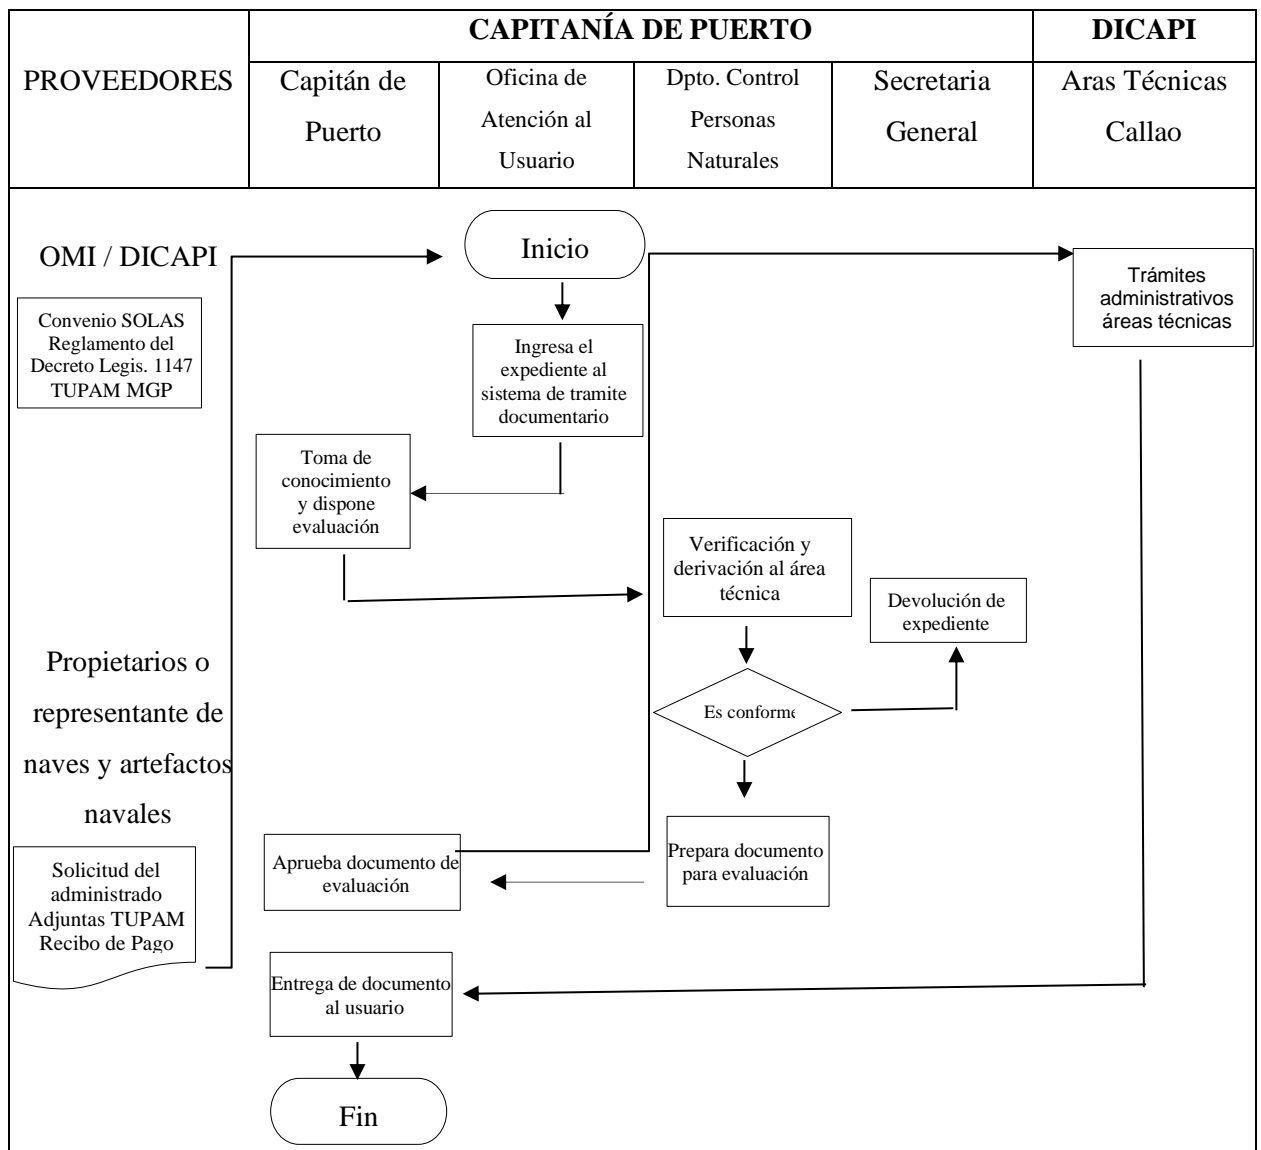 CAPITANÍA DE PUERTO
DICAPI
PROVEEDORES
Capitán de
Puerto
Oficina de
Atención al
Usuario
Dpto. Control
Personas
Naturales
Secretaria
General
Aras Técnicas
Callao
OMI / DICAPI
Convenio SOLAS
Reglamento del
Decreto Legis. 1147
TUPAM MGP
Inicio
Trámites
administrativos
áreas técnicas
Ingresa el
expediente al
sistema de tramite
documentario
Toma de
conocimiento
y dispone
evaluación
Verificación y
derivación al área
técnica
Devolución de
expediente
Propietarios o
representante de
naves y artefactos
navales
Es conforme
Solicitud del
administrado
Adjuntas TUPAM
Recibo de Pago
Aprueba documento de
evaluación
Prepara documento
para evaluación
Entrega de documento
al usuario
Fin